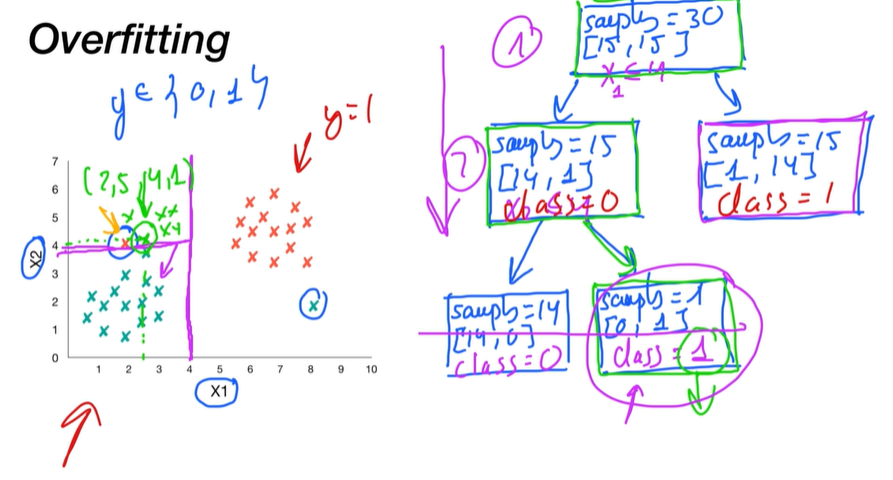 Overfitting
y ∈ {0,1}
y=1
7
6
5
4
3
2
1
0
(2,5 ; 4,1)
X2
1
2
3
4
5
6
7
8
9
10
X1
1
samples = 30
[15, 15]
x1 ≤ 4
2
samples = 15
[14, 1]
class = 0
samples = 15
[1, 14]
class = 1
samples = 14
[14, 0]
class = 0
samples = 1
[0, 1]
class = 1